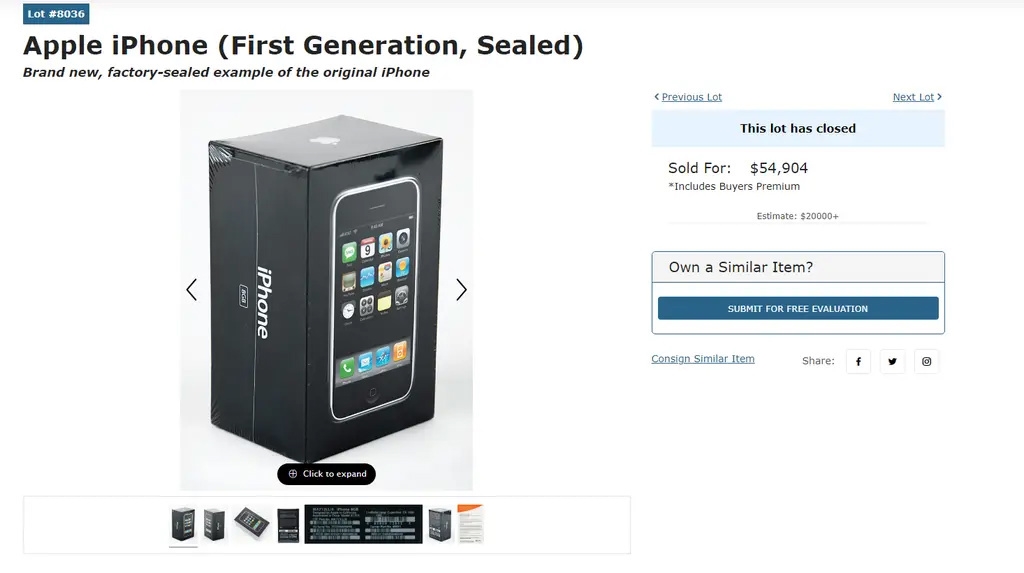 Lot #8036
Apple iPhone (First Generation, Sealed)
Brand new, factory-sealed example of the original iPhone
Previous Lot
Next Lot
This lot has closed
Sold For: $54,904
*Includes Buyers Premium
Estimate: $20000+
Own a Similar Item?
SUBMIT FOR FREE EVALUATION
Consign Similar Item
Share:
iPhone
8GB
9
Click to expand